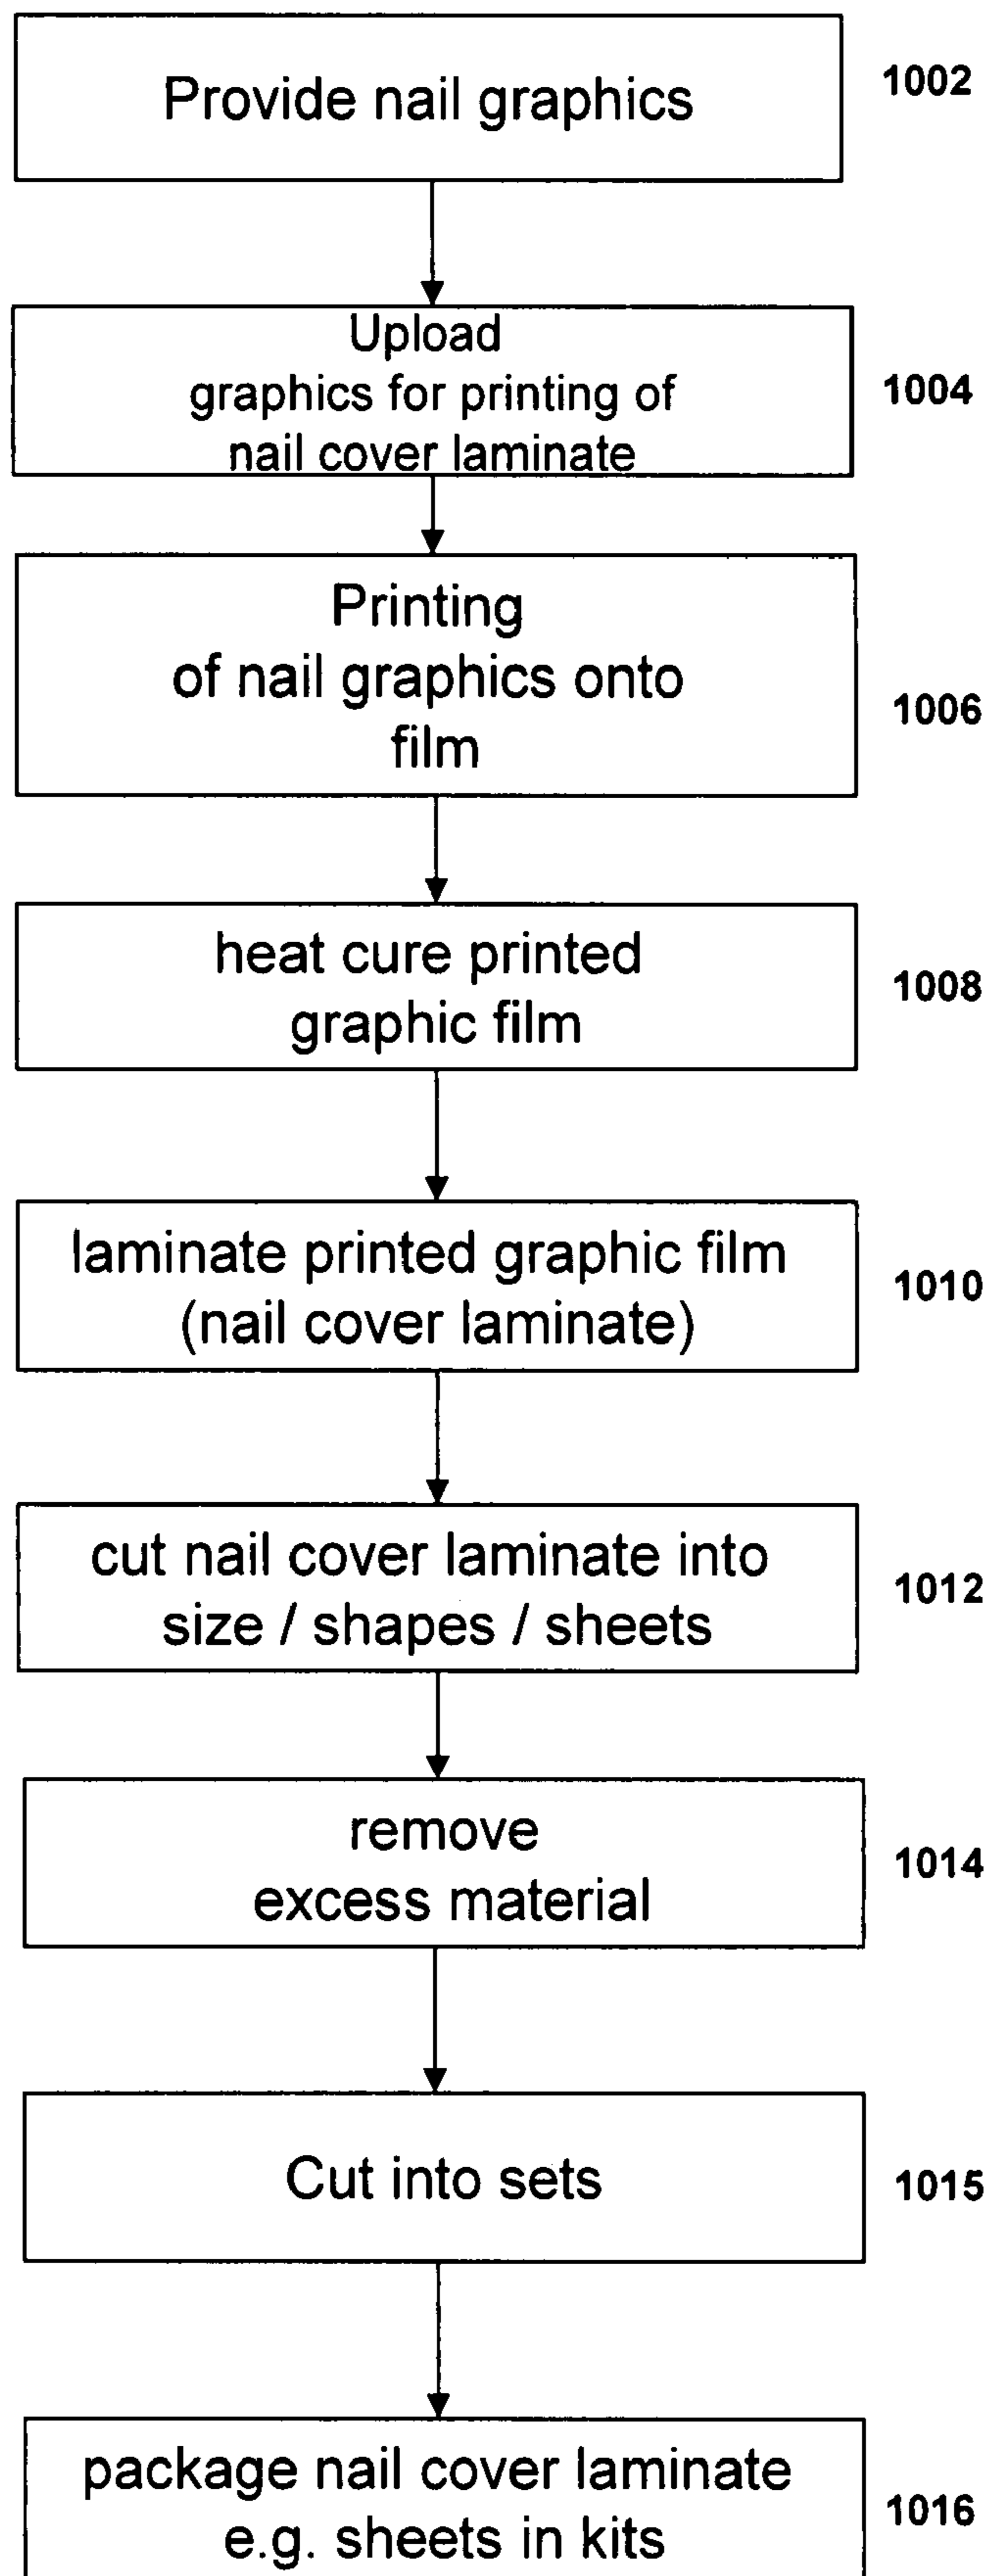 Provide nail graphics
1002
Upload
graphics for printing of
nail cover laminate
1004
Printing
of nail graphics onto
film
1006
heat cure printed
graphic film
1008
laminate printed graphic film
(nail cover laminate)
1010
cut nail cover laminate into
size / shapes / sheets
1012
remove
excess material
1014
Cut into sets
1015
package nail cover laminate
e.g. sheets in kits
1016